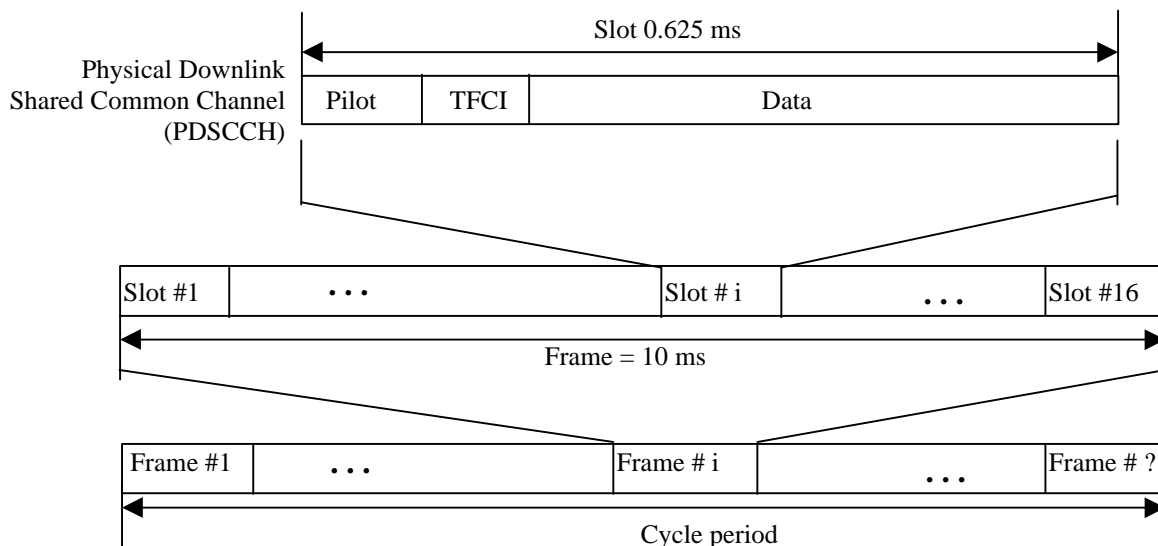 Slot 0.625 ms
Physical Downlink
Shared Common Channel
(PDSCCH)
Pilot TFCI Data
Slot #1 ... Slot # i ... Slot #16
Frame = 10 ms
Frame #1 ... Frame # i ... Frame # ?
Cycle period